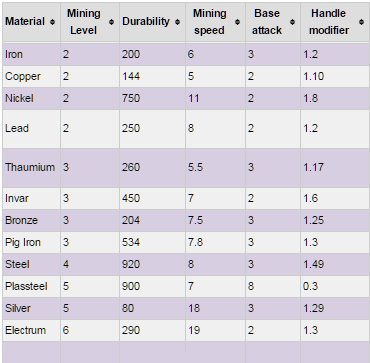 Material Mining Level Durability Mining speed Base attack Handle modifier
Iron 2 200 6 3 1.2
Copper 2 144 5 2 1.10
Nickel 2 750 11 2 1.8
Lead 2 250 8 2 1.2
Thaumium 3 260 5.5 3 1.17
Invar 3 450 7 2 1.6
Bronze 3 204 7.5 3 1.25
Pig Iron 3 534 7.8 3 1.3
Steel 4 920 8 3 1.49
Plassteel 5 900 7 8 0.3
Silver 5 80 18 3 1.29
Electrum 6 290 19 2 1.3